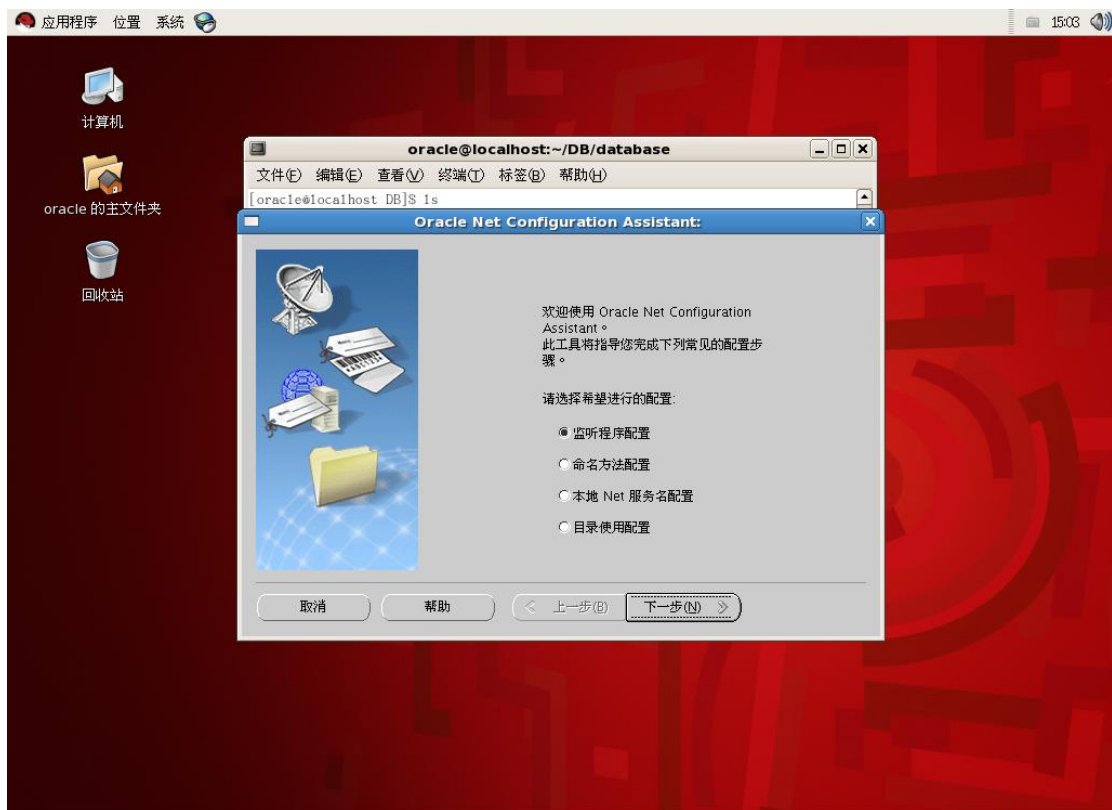 应用程序 位置 系统
15:03
计算机
oracle 的主文件夹
回收站
oracle@localhost:~/DB/database
文件(F) 编辑(E) 查看(V) 终端(T) 标签(B) 帮助(H)
[oracle@localhost DB]$ ls
Oracle Net Configuration Assistant:
欢迎使用 Oracle Net Configuration
Assistant。
此工具将指导您完成下列常见的配置步
骤。
请选择希望进行的配置:
监听程序配置
命名方法配置
本地 Net 服务名配置
目录使用配置
取消 帮助 上一步(B) 下一步(N)